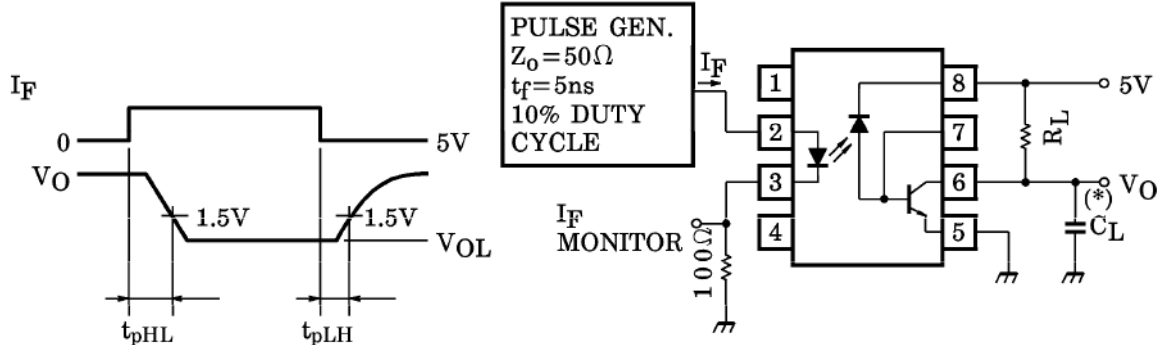 I_F
0
5V
V_O
1.5V
1.5V
V_OL
t_pHL
t_pLH
PULSE GEN.
Z_o=50Ω
t_f=5ns
10% DUTY
CYCLE
I_F
1
2
3
4
8
7
6
5
5V
R_L
V_O
(*)
C_L
I_F
MONITOR
100Ω